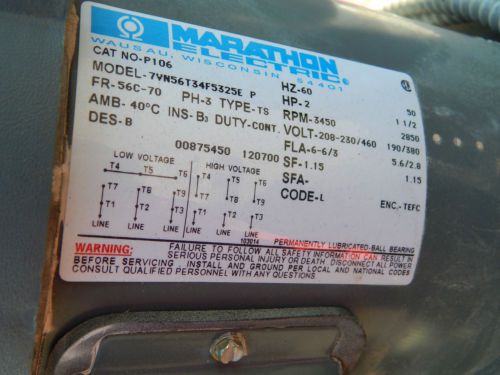 MARATHON
ELECTRIC®
WAUSAU, WISCONSIN 54401
CAT NO-P106
MODEL-7VN56T34F5325E P HZ-60 50
FR-56C-70 PH-3 TYPE-TS HP-2 1 1/2
AMB-40°C INS-B3 DUTY-CONT. RPM-3450 2850
DES-B VOLT-208-230/460 190/380
00875450 120700 FLA-6-6/3 5.6/2.8
SF-1.15 1.15
SFA-
CODE-L ENC.-TEFC
LOW VOLTAGE HIGH VOLTAGE
T4 T5 T6 T4 T5 T6
T7 T8 T9 T7 T8 T9
T1 T2 T3 T1 T2 T3
LINE LINE LINE LINE
103014
PERMANENTLY LUBRICATED-BALL BEARING
WARNING: FAILURE TO FOLLOW ALL SAFETY INFORMATION CAN RESULT IN
SERIOUS PERSONAL INJURY OR DEATH. DISCONNECT ALL POWER
BEFORE SERVICING. INSTALL AND GROUND PER LOCAL AND NATIONAL CODES
CONSULT QUALIFIED PERSONNEL WITH ANY QUESTIONS.